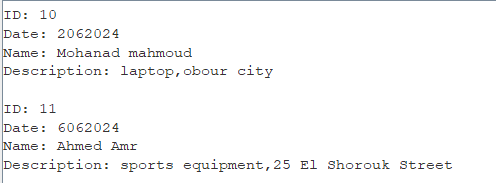 ID: 10
Date: 2062024
Name: Mohanad mahmoud
Description: laptop,obour city
ID: 11
Date: 6062024
Name: Ahmed Amr
Description: sports equipment,25 El Shorouk Street